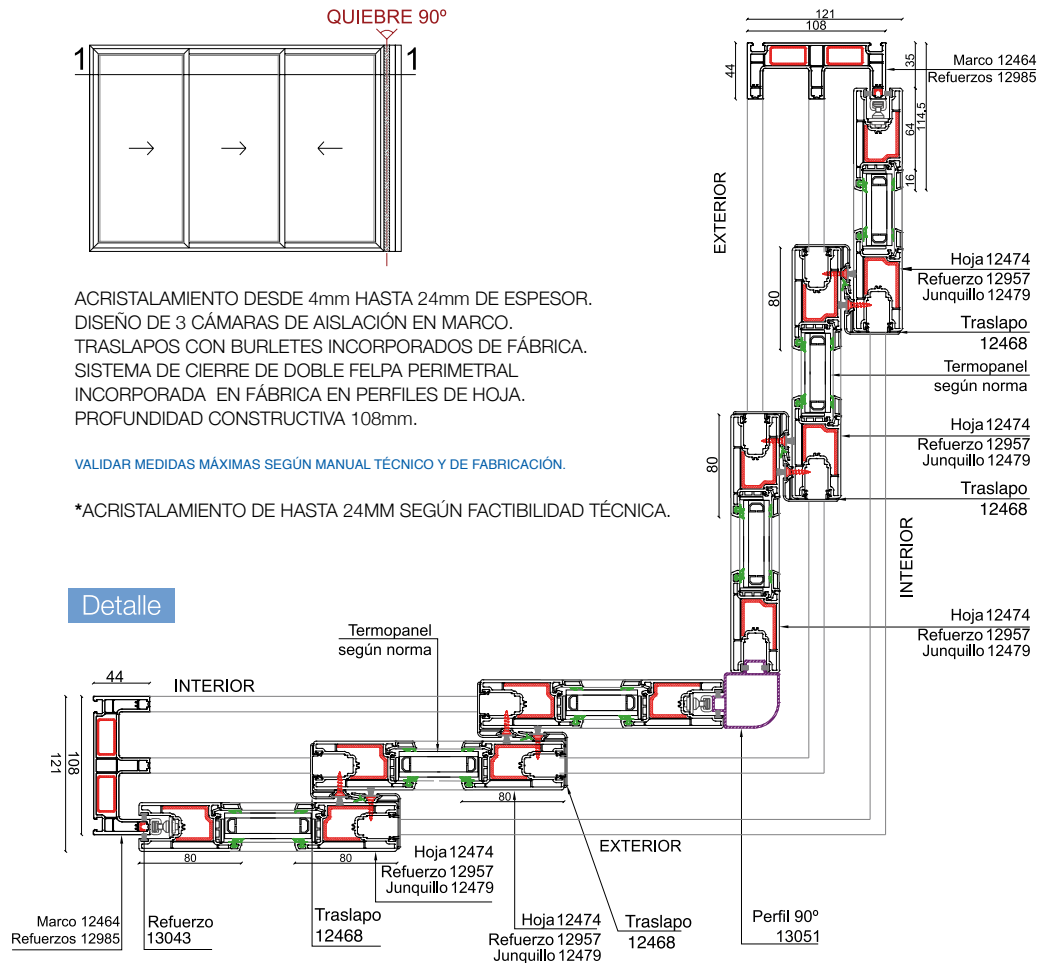 QUIEBRE 90º
1 1
ACRISTALAMIENTO DESDE 4mm HASTA 24mm DE ESPESOR.
DISEÑO DE 3 CÁMARAS DE AISLACIÓN EN MARCO.
TRASLAPOS CON BURLETES INCORPORADOS DE FÁBRICA.
SISTEMA DE CIERRE DE DOBLE FELPA PERIMETRAL
INCORPORADA EN FÁBRICA EN PERFILES DE HOJA.
PROFUNDIDAD CONSTRUCTIVA 108mm.
VALIDAR MEDIDAS MÁXIMAS SEGÚN MANUAL TÉCNICO Y DE FABRICACIÓN.
*ACRISTALAMIENTO DE HASTA 24MM SEGÚN FACTIBILIDAD TÉCNICA.
Detalle
121
108
44
35
114.5
64
16
Marco 12464
Refuerzos 12985
EXTERIOR
80
Hoja 12474
Refuerzo 12957
Junquillo 12479
Traslapo
12468
Termopanel
según norma
80
Hoja 12474
Refuerzo 12957
Junquillo 12479
Traslapo
12468
INTERIOR
Hoja 12474
Refuerzo 12957
Junquillo 12479
Termopanel
según norma
44
INTERIOR
108
121
80
80
80
EXTERIOR
Hoja 12474
Refuerzo 12957
Junquillo 12479
Marco 12464
Refuerzos 12985
Refuerzo
13043
Traslapo
12468
Hoja 12474
Refuerzo 12957
Junquillo 12479
Traslapo
12468
Perfil 90º
13051